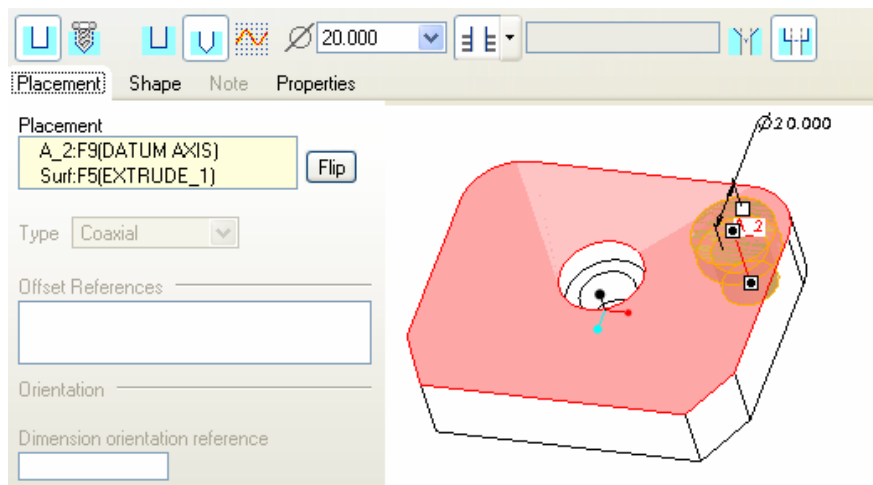 20.000
Placement Shape Note Properties
Placement
A_2:F9(DATUM AXIS)
Surf:F5(EXTRUDE_1)
Flip
Type Coaxial
Offset References
Orientation
Dimension orientation reference
Ø20.000
A_2